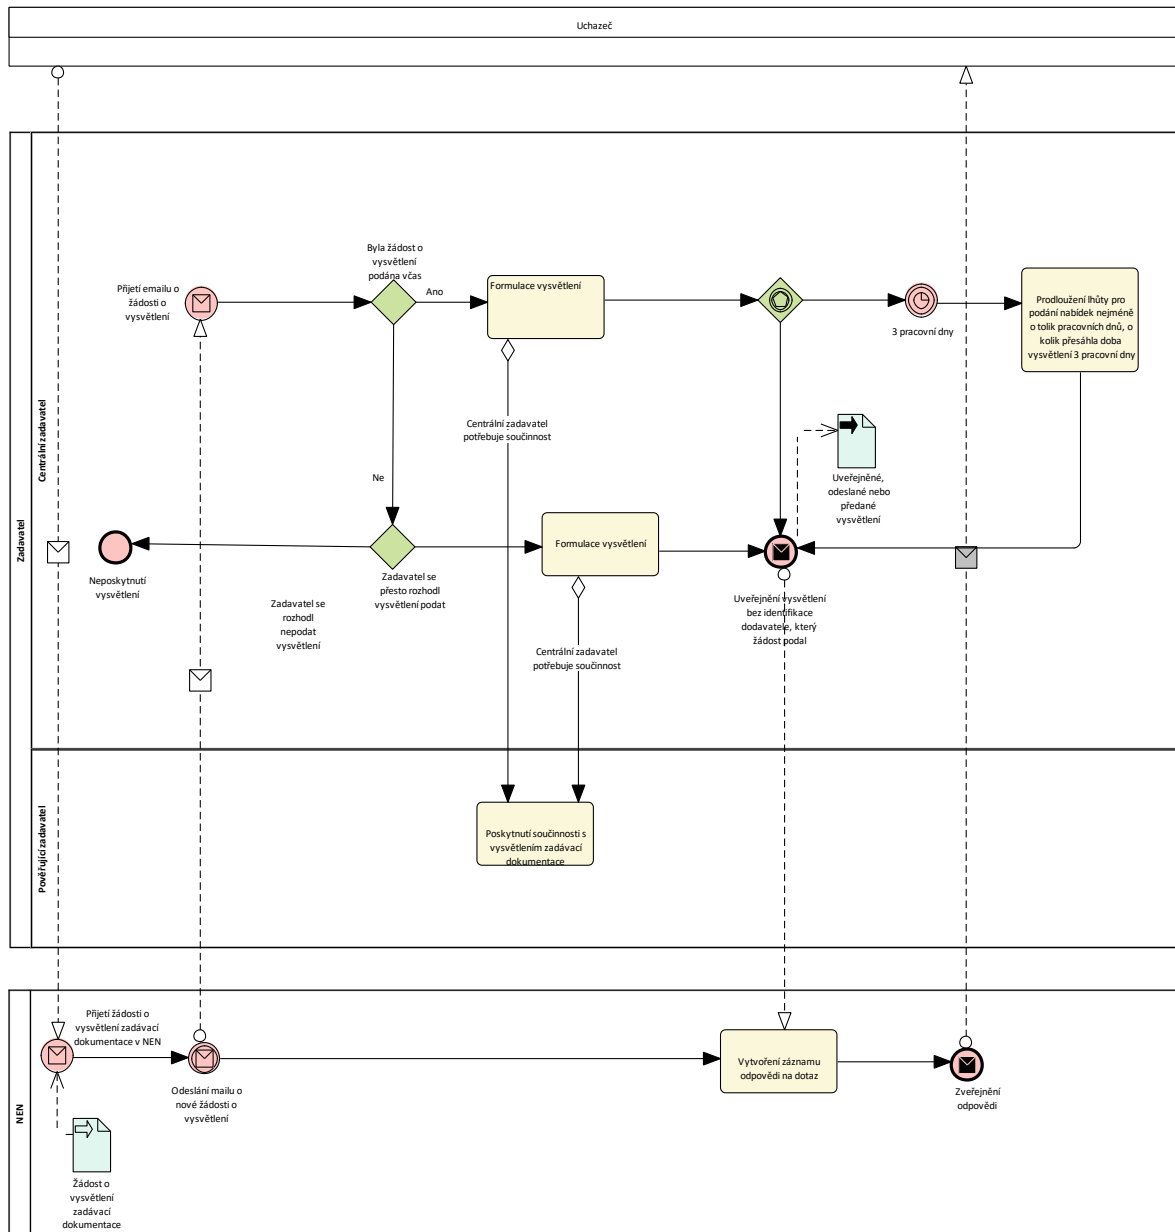 Uchazeč
Zadavatel
Centrální zadavatel
Přijetí emailu o
žádosti o
vysvětlení
Byla žádost o
vysvětlení
podána včas
Ano
Formulace vysvětlení
3 pracovní dny
Prodloužení lhůty pro
podání nabídek nejméně
o tolik pracovních dnů, o
kolik přesáhla doba
vysvětlení 3 pracovní dny
Centrální zadavatel
potřebuje součinnost
Ne
Uveřejněné,
odeslané nebo
předané
vysvětlení
Neposkytnutí
vysvětlení
Zadavatel se
rozhodl
nepodat
vysvětlení
Zadavatel se
přesto rozhodl
vysvětlení podat
Formulace vysvětlení
Uveřejnění vysvětlení
bez identifikace
dodavatele, který
žádost podal
Centrální zadavatel
potřebuje součinnost
Pověřující zadavatel
Poskytnutí součinnosti s
vysvětlením zadávací
dokumentace
NEN
Přijetí žádosti o
vysvětlení zadávací
dokumentace v NEN
Odeslání mailu o
nové žádosti o
vysvětlení
Vytvoření záznamu
odpovědi na dotaz
Zveřejnění
odpovědi
Žádost o
vysvětlení
zadávací
dokumentace